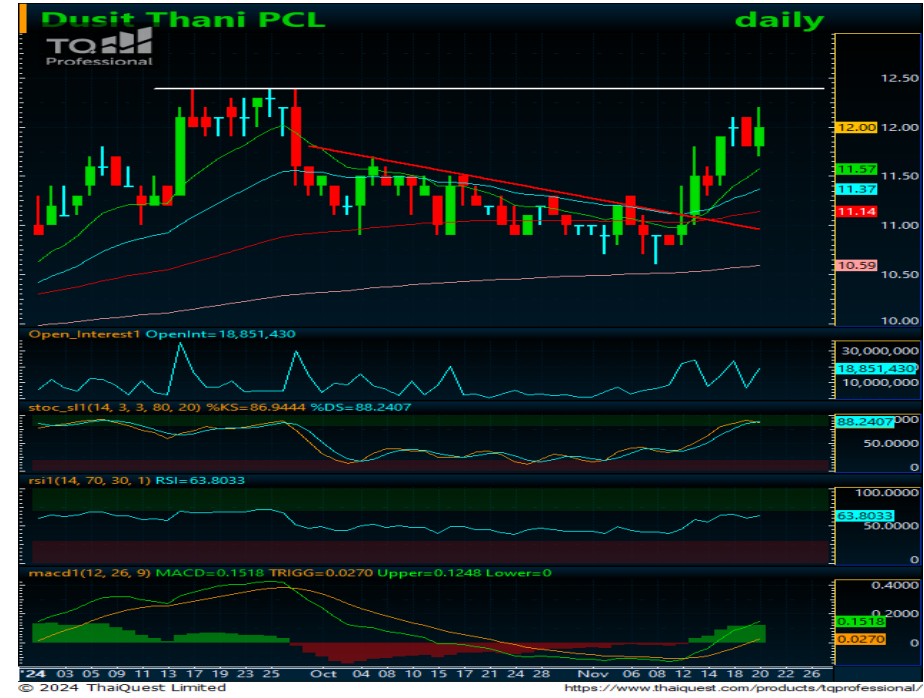 Dusit Thani PCL daily
TQ
Professional
12.50
12.00 12.00
11.57 11.50
11.37
11.14
11.00
10.59
10.50
10.00
Open_Interest1 OpenInt=18,851,430
30,000,000
18,851,430
10,000,000
stoc_sl1(14, 3, 3, 80, 20) %KS=86.9444 %DS=88.2407
88.2407
50.0000
0
rsi1(14, 70, 30, 1) RSI=63.8033
100.0000
63.8033
50.0000
0
macd1(12, 26, 9) MACD=0.1518 TRIGG=0.0270 Upper=0.1248 Lower=0
0.4000
0.2000
0.1518
0.0270 0
'24 03 05 09 11 13 17 19 23 25 Oct 04 08 10 15 17 21 24 28 Nov 06 08 12 14 18 20 22 26
© 2024 ThaiQuest Limited https://www.thaiquest.com/products/tqprofessional/